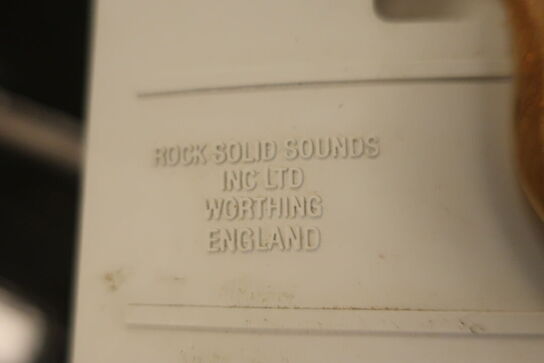 ROCK SOLID SOUNDS
INC LTD
WORTHING
ENGLAND